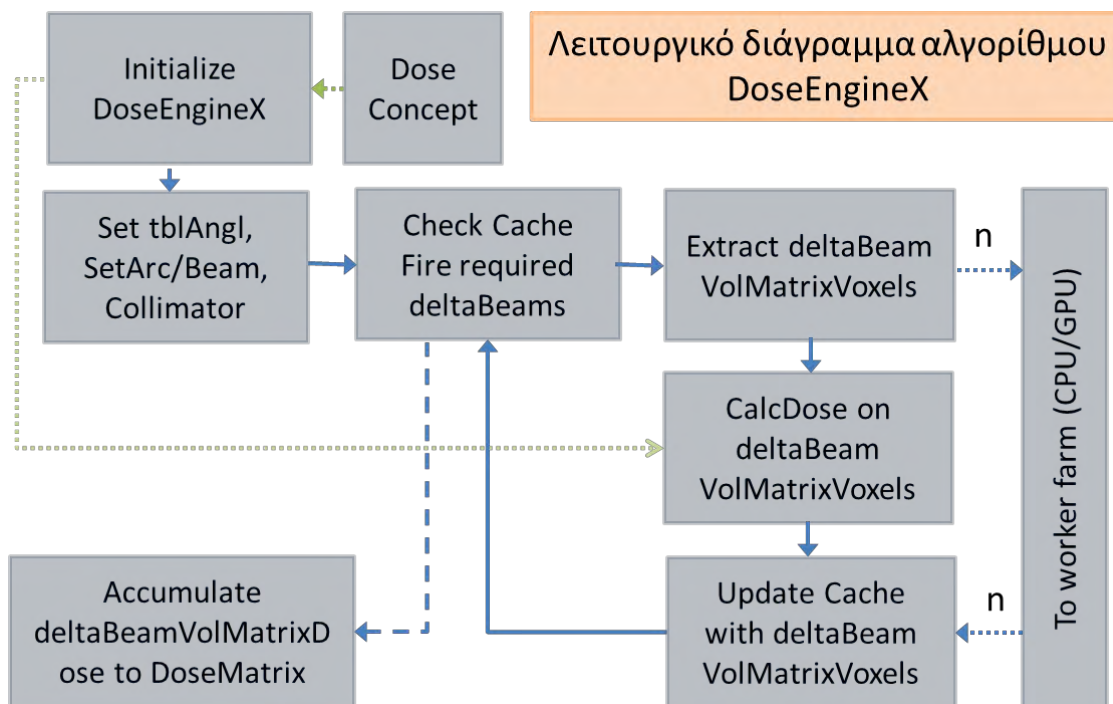 Λειτουργικό διάγραμμα αλγορίθμου
DoseEngineX
Initialize
DoseEngineX
Dose
Concept
Set tblAngl,
SetArc/Beam,
Collimator
Check Cache
Fire required
deltaBeams
Extract deltaBeam
VolMatrixVoxels
n
To worker farm (CPU/GPU)
CalcDose on
deltaBeam
VolMatrixVoxels
Accumulate
deltaBeamVolMatrixD
ose to DoseMatrix
Update Cache
with deltaBeam
VolMatrixVoxels
n